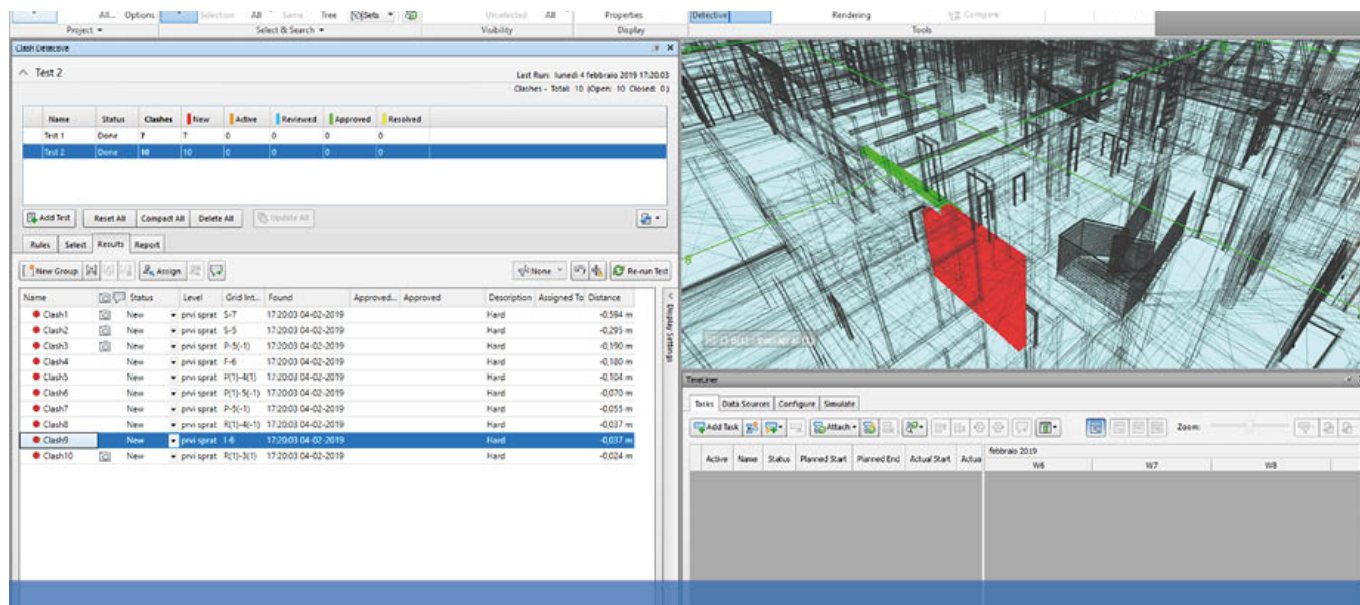 All... Options Selection All Same Tree Sets Unselected All Properties Detective Rendering Compare
Project Select & Search Visibility Display Tools
Clash Detective
Test 2 Last Run: lunedì 4 febbraio 2019 17:20:03
Clashes - Total: 10 (Open: 10 Closed: 0)
Name Status Clashes New Active Reviewed Approved Resolved
Test 1 Done 7 7 0 0 0 0
Test 2 Done 10 10 0 0 0 0
Add Test Reset All Compact All Delete All Update All
Rules Select Results Report
New Group Assign None Re-run Test
Name Status Level Grid Int... Found Approved... Approved Description Assigned To Distance
Clash1 New prvi sprat S-7 17:20:03 04-02-2019 Hard -0,594 m
Clash2 New prvi sprat S-5 17:20:03 04-02-2019 Hard -0,295 m
Clash3 New prvi sprat P-5(-1) 17:20:03 04-02-2019 Hard -0,190 m
Clash4 New prvi sprat F-6 17:20:03 04-02-2019 Hard -0,180 m
Clash5 New prvi sprat P(1)-4(1) 17:20:03 04-02-2019 Hard -0,104 m
Clash6 New prvi sprat P(1)-5(-1) 17:20:03 04-02-2019 Hard -0,070 m
Clash7 New prvi sprat P-5(-1) 17:20:03 04-02-2019 Hard -0,055 m
Clash8 New prvi sprat R(1)-4(-1) 17:20:03 04-02-2019 Hard -0,037 m
Clash9 New prvi sprat I-6 17:20:03 04-02-2019 Hard -0,037 m
Clash10 New prvi sprat R(1)-3(1) 17:20:03 04-02-2019 Hard -0,024 m
Display Settings
TimeLiner
Tasks Data Sources Configure Simulate
Add Task Attach Zoom:
Active Name Status Planned Start Planned End Actual Start Actua
febbraio 2019
W6 W7 W8